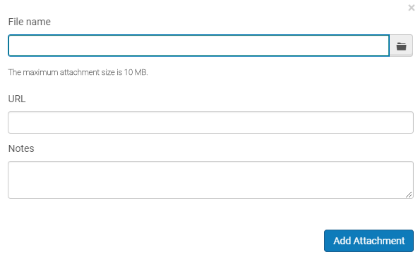 File name
The maximum attachment size is 10 MB.
URL
Notes
Add Attachment